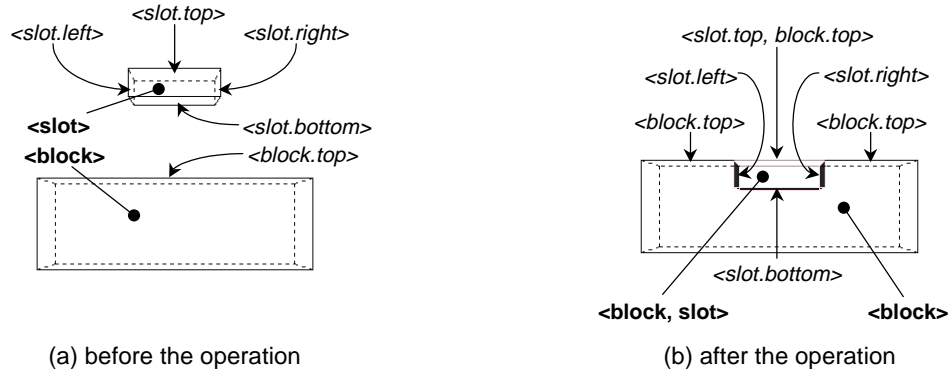 <slot.top>
<slot.left>
<slot.right>
<slot>
<slot.bottom>
<block>
<block.top>
(a) before the operation
<slot.top, block.top>
<slot.left>
<slot.right>
<block.top>
<block.top>
<slot.bottom>
<block, slot>
<block>
(b) after the operation